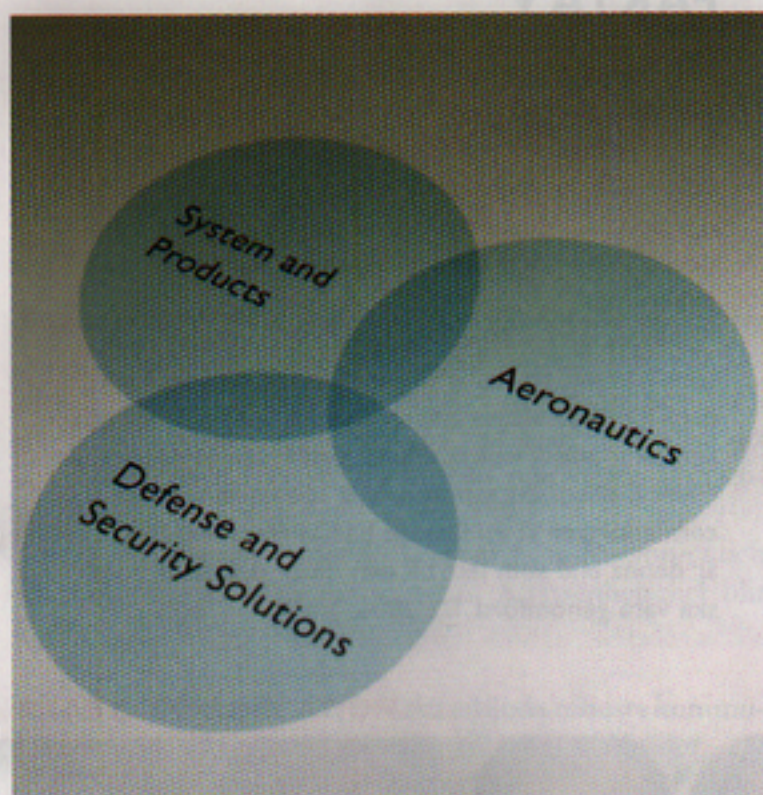 System and
Products
Aeronautics
Defense and
Security Solutions